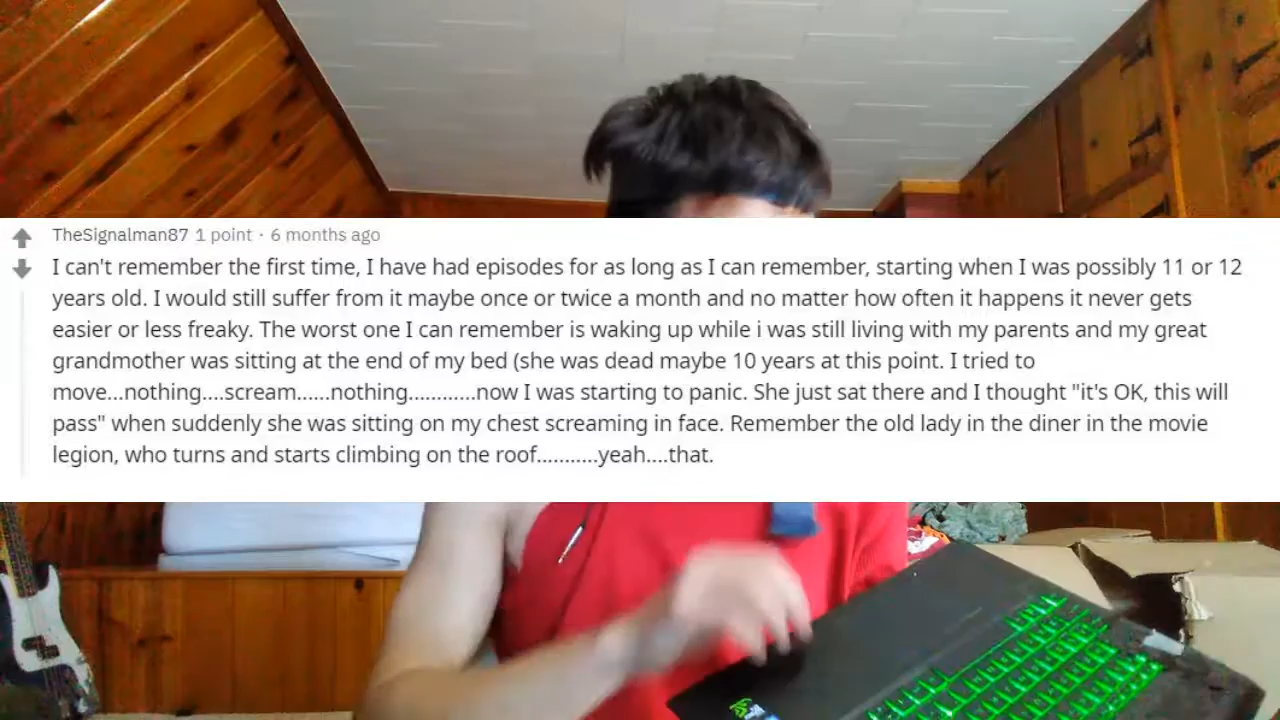 TheSignalman87 1 point · 6 months ago
I can't remember the first time, I have had episodes for as long as I can remember, starting when I was possibly 11 or 12
years old. I would still suffer from it maybe once or twice a month and no matter how often it happens it never gets
easier or less freaky. The worst one I can remember is waking up while i was still living with my parents and my great
grandmother was sitting at the end of my bed (she was dead maybe 10 years at this point. I tried to
move...nothing....scream......nothing............now I was starting to panic. She just sat there and I thought "it's OK, this will
pass" when suddenly she was sitting on my chest screaming in face. Remember the old lady in the diner in the movie
legion, who turns and starts climbing on the roof...........yeah....that.